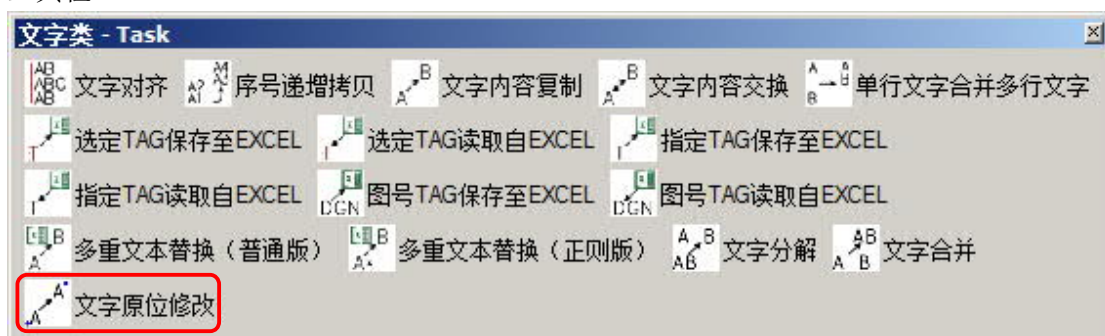 文字类 - Task
文字对齐 序号递增拷贝 文字内容复制 文字内容交换 单行文字合并多行文字
选定TAG保存至EXCEL 选定TAG读取自EXCEL 指定TAG保存至EXCEL
指定TAG读取自EXCEL DGN 图号TAG保存至EXCEL DGN 图号TAG读取自EXCEL
多重文本替换（普通版） 多重文本替换（正则版） 文字分解 文字合并
文字原位修改